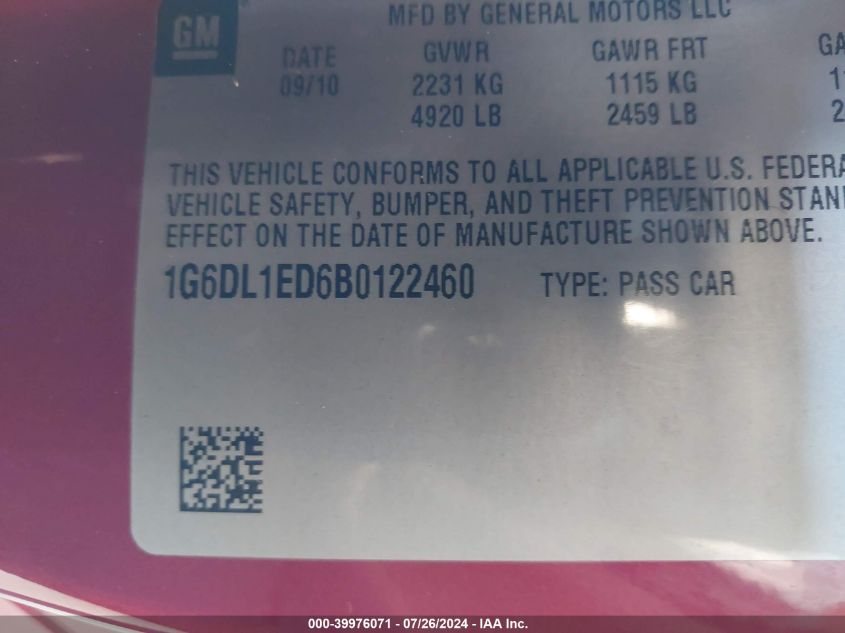 GM
MFD BY GENERAL MOTORS LLC
DATE GVWR GAWR FRT
09/10 2231 KG 1115 KG
4920 LB 2459 LB
THIS VEHICLE CONFORMS TO ALL APPLICABLE U.S. FEDERA
VEHICLE SAFETY, BUMPER, AND THEFT PREVENTION STAN
EFFECT ON THE DATE OF MANUFACTURE SHOWN ABOVE.
1G6DL1ED6B0122460 TYPE: PASS CAR
000-39976071 / 07/26/2024 - IAA Inc.